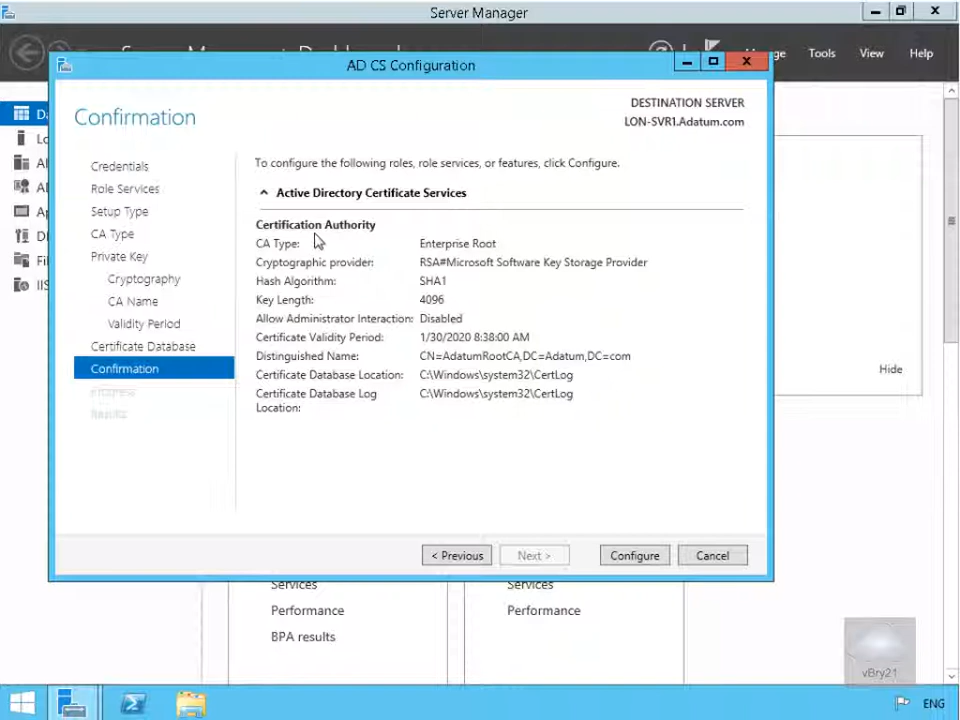 Server Manager
Tools
View
Help
AD CS Configuration
Confirmation
DESTINATION SERVER
LON-SVR1.Adatum.com
Credentials
Role Services
Setup Type
CA Type
Private Key
Cryptography
CA Name
Validity Period
Certificate Database
Confirmation
Progress
Results
To configure the following roles, role services, or features, click Configure.
Active Directory Certificate Services
Certification Authority
CA Type: Enterprise Root
Cryptographic provider: RSA#Microsoft Software Key Storage Provider
Hash Algorithm: SHA1
Key Length: 4096
Allow Administrator Interaction: Disabled
Certificate Validity Period: 1/30/2020 8:38:00 AM
Distinguished Name: CN=AdatumRootCA,DC=Adatum,DC=com
Certificate Database Location: C:\Windows\system32\CertLog
Certificate Database Log C:\Windows\system32\CertLog
Location:
Hide
< Previous
Next >
Configure
Cancel
Services Services
Performance Performance
BPA results
vBry21
ENG